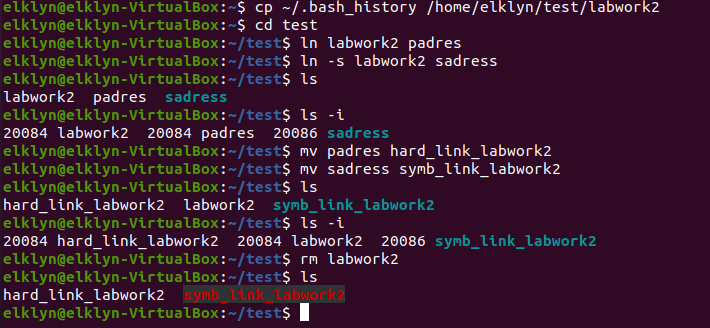 elklyn@elklyn-VirtualBox:~$ cp ~/.bash_history /home/elklyn/test/labwork2
elklyn@elklyn-VirtualBox:~$ cd test
elklyn@elklyn-VirtualBox:~/test$ ln labwork2 padres
elklyn@elklyn-VirtualBox:~/test$ ln -s labwork2 sadress
elklyn@elklyn-VirtualBox:~/test$ ls
labwork2  padres  sadress
elklyn@elklyn-VirtualBox:~/test$ ls -i
20084 labwork2  20084 padres  20086 sadress
elklyn@elklyn-VirtualBox:~/test$ mv padres hard_link_labwork2
elklyn@elklyn-VirtualBox:~/test$ mv sadress symb_link_labwork2
elklyn@elklyn-VirtualBox:~/test$ ls
hard_link_labwork2  labwork2  symb_link_labwork2
elklyn@elklyn-VirtualBox:~/test$ ls -i
20084 hard_link_labwork2  20084 labwork2  20086 symb_link_labwork2
elklyn@elklyn-VirtualBox:~/test$ rm labwork2
elklyn@elklyn-VirtualBox:~/test$ ls
hard_link_labwork2  symb_link_labwork2
elklyn@elklyn-VirtualBox:~/test$